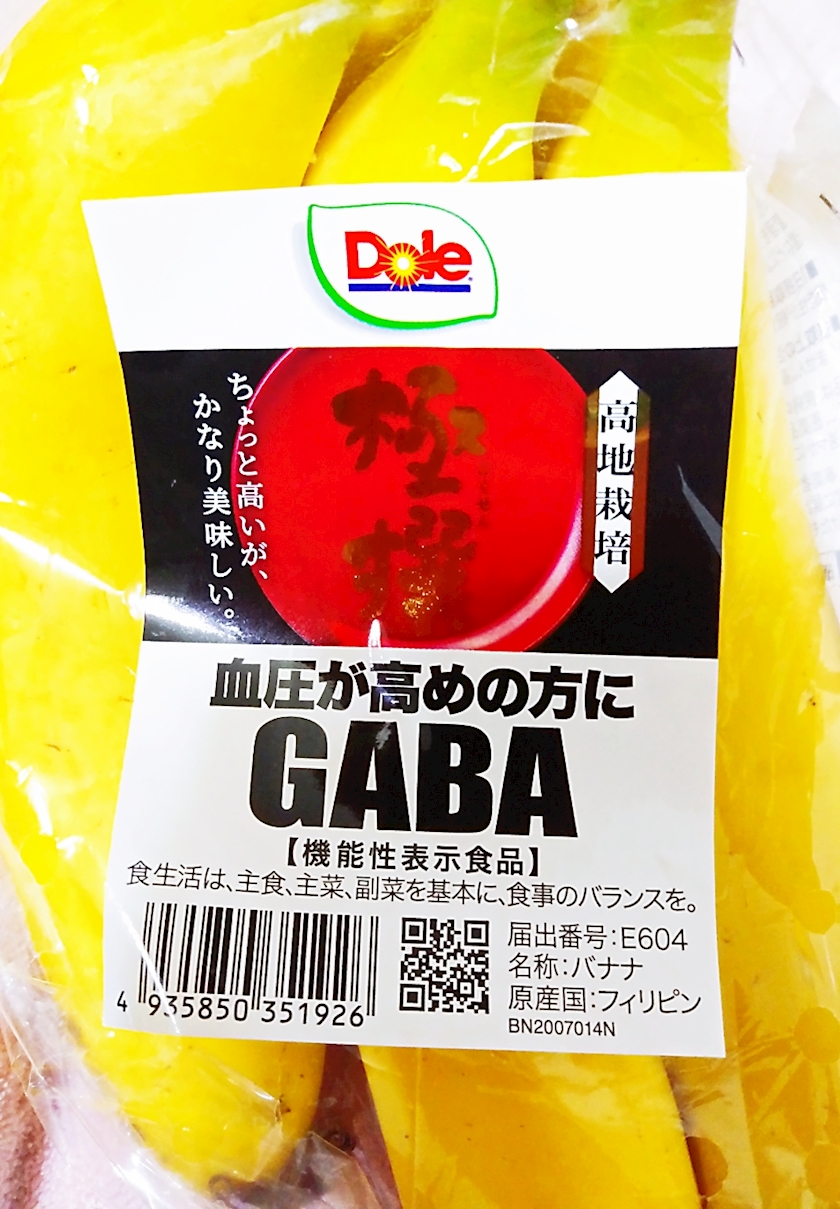 Dole
ちょっと高いが、
かなり美味しい。
極撰
高地栽培
血圧が高めの方に
GABA
【機能性表示食品】
食生活は、主食、主菜、副菜を基本に、食事のバランスを。
4 935850 351926
届出番号：E604
名称：バナナ
原産国：フィリピン
BN2007014N